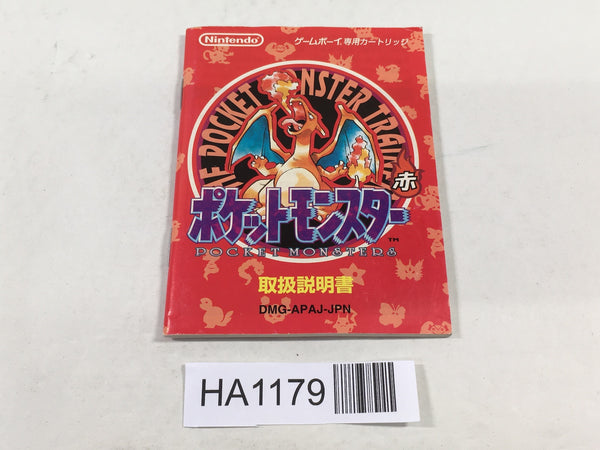 Nintendo
ゲームボーイ専用カートリッジ
THE POCKET MONSTER TRAINER
赤
ポケットモンスター
TM
POCKET MONSTERS
取扱説明書
DMG-APAJ-JPN
HA1179